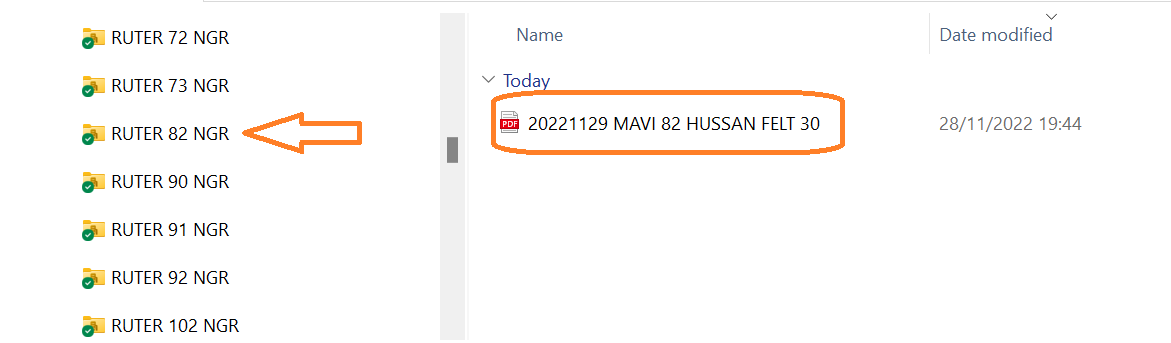 RUTER 72 NGR
RUTER 73 NGR
RUTER 82 NGR
RUTER 90 NGR
RUTER 91 NGR
RUTER 92 NGR
RUTER 102 NGR
Name Date modified
Today
PDF 20221129 MAVI 82 HUSSAN FELT 30 28/11/2022 19:44